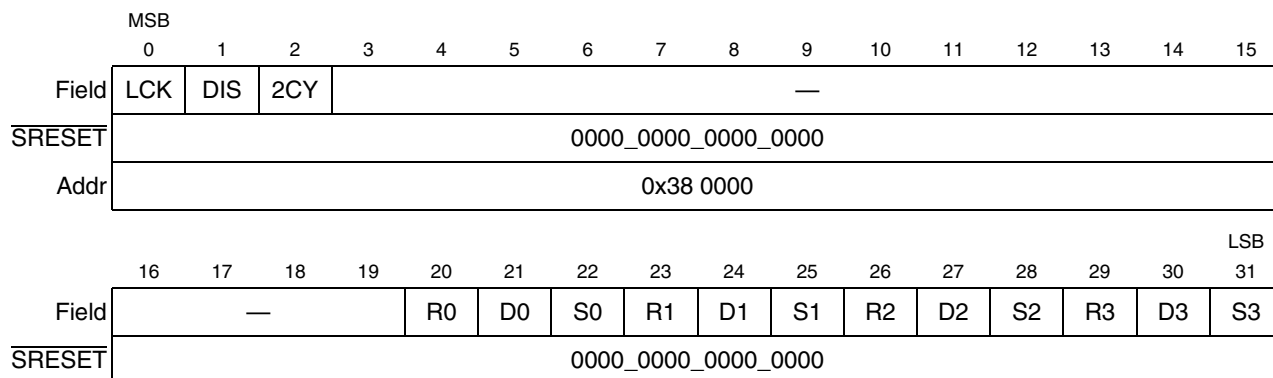 MSB
0 1 2 3 4 5 6 7 8 9 10 11 12 13 14 15
Field LCK DIS 2CY —
SRESET 0000_0000_0000_0000
Addr 0x38 0000
LSB
16 17 18 19 20 21 22 23 24 25 26 27 28 29 30 31
Field — R0 D0 S0 R1 D1 S1 R2 D2 S2 R3 D3 S3
SRESET 0000_0000_0000_0000